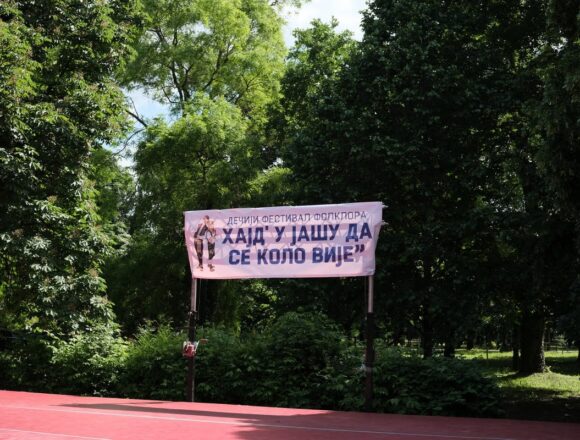 ДЕЧИЈИ ФЕСТИВАЛ ФОЛКЛОРА
ХАЈД' У ЈАШУ ДА
СЕ КОЛО ВИЈЕ"